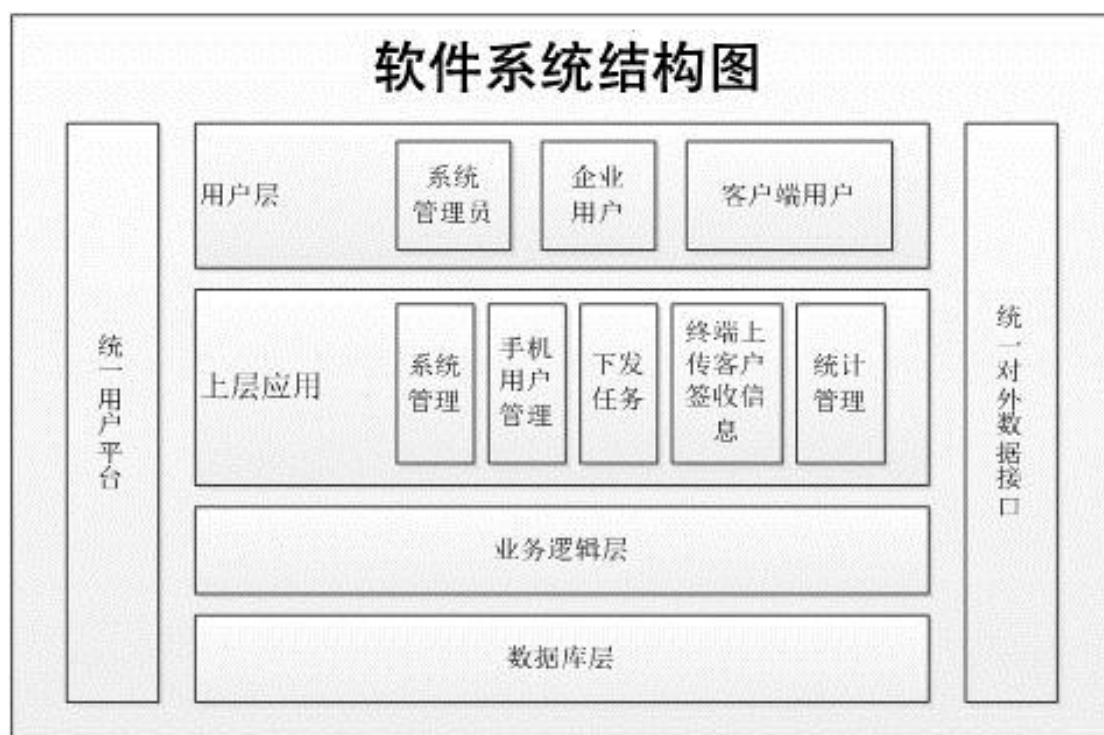 软件系统结构图
统一用户平台
用户层
系统
管理员
企业
用户
客户端用户
上层应用
系统
管理
手机
用户
管理
下发
任务
终端上
传客户
签收信
息
统计
管理
业务逻辑层
数据库层
统一对外数据接口